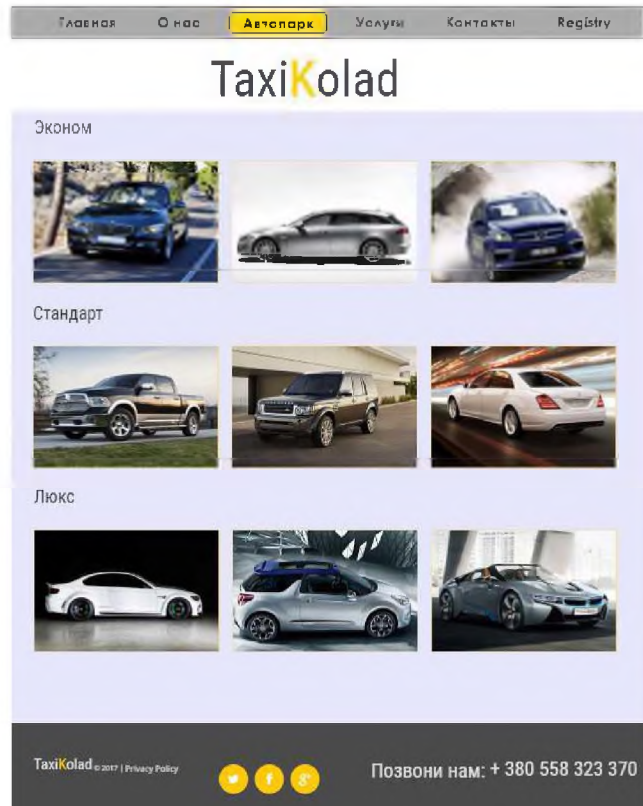 Главная О нас Автопарк Услуги Контакты Registry
TaxiKolad
Эконом
Стандарт
Люкс
TaxiKolad © 2017 | Privacy Policy
Позвони нам: + 380 558 323 370